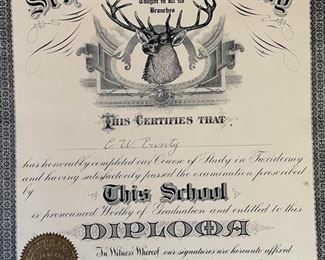 Taught in all its
Branches
THIS CERTIFIES THAT
E. W. Printy
has honorably completed our Course of Study in Taxidermy
and having satisfactorily passed the examination prescribed
by This School
is pronounced Worthy of Graduation and entitled to this
DIPLOMA
In Witness Whereof our signatures are hereunto affixed